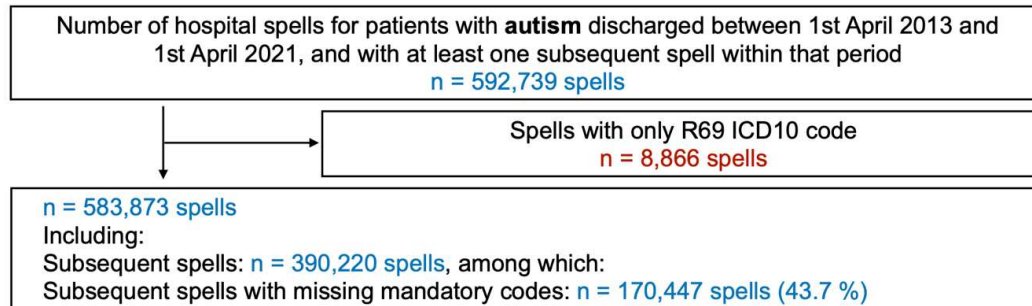 Number of hospital spells for patients with autism discharged between 1st April 2013 and
1st April 2021, and with at least one subsequent spell within that period
n = 592,739 spells
Spells with only R69 ICD10 code
n = 8,866 spells
n = 583,873 spells
Including:
Subsequent spells: n = 390,220 spells, among which:
Subsequent spells with missing mandatory codes: n = 170,447 spells (43.7 %)